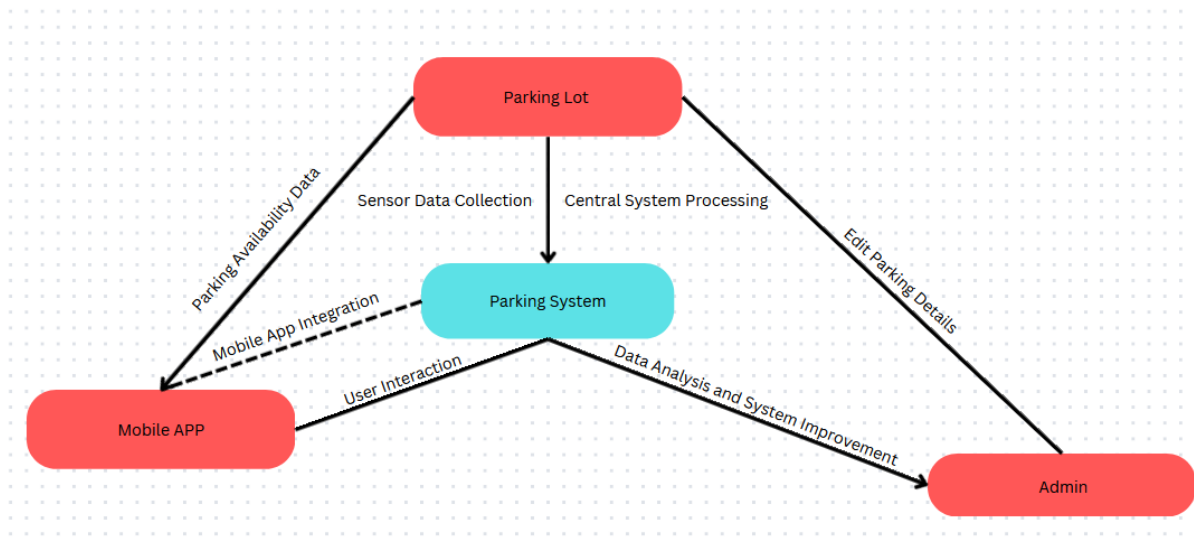 Parking Lot
Parking Availability Data
Sensor Data Collection
Central System Processing
Edit Parking Details
Parking System
Mobile App Integration
User Interaction
Data Analysis and System Improvement
Mobile APP
Admin